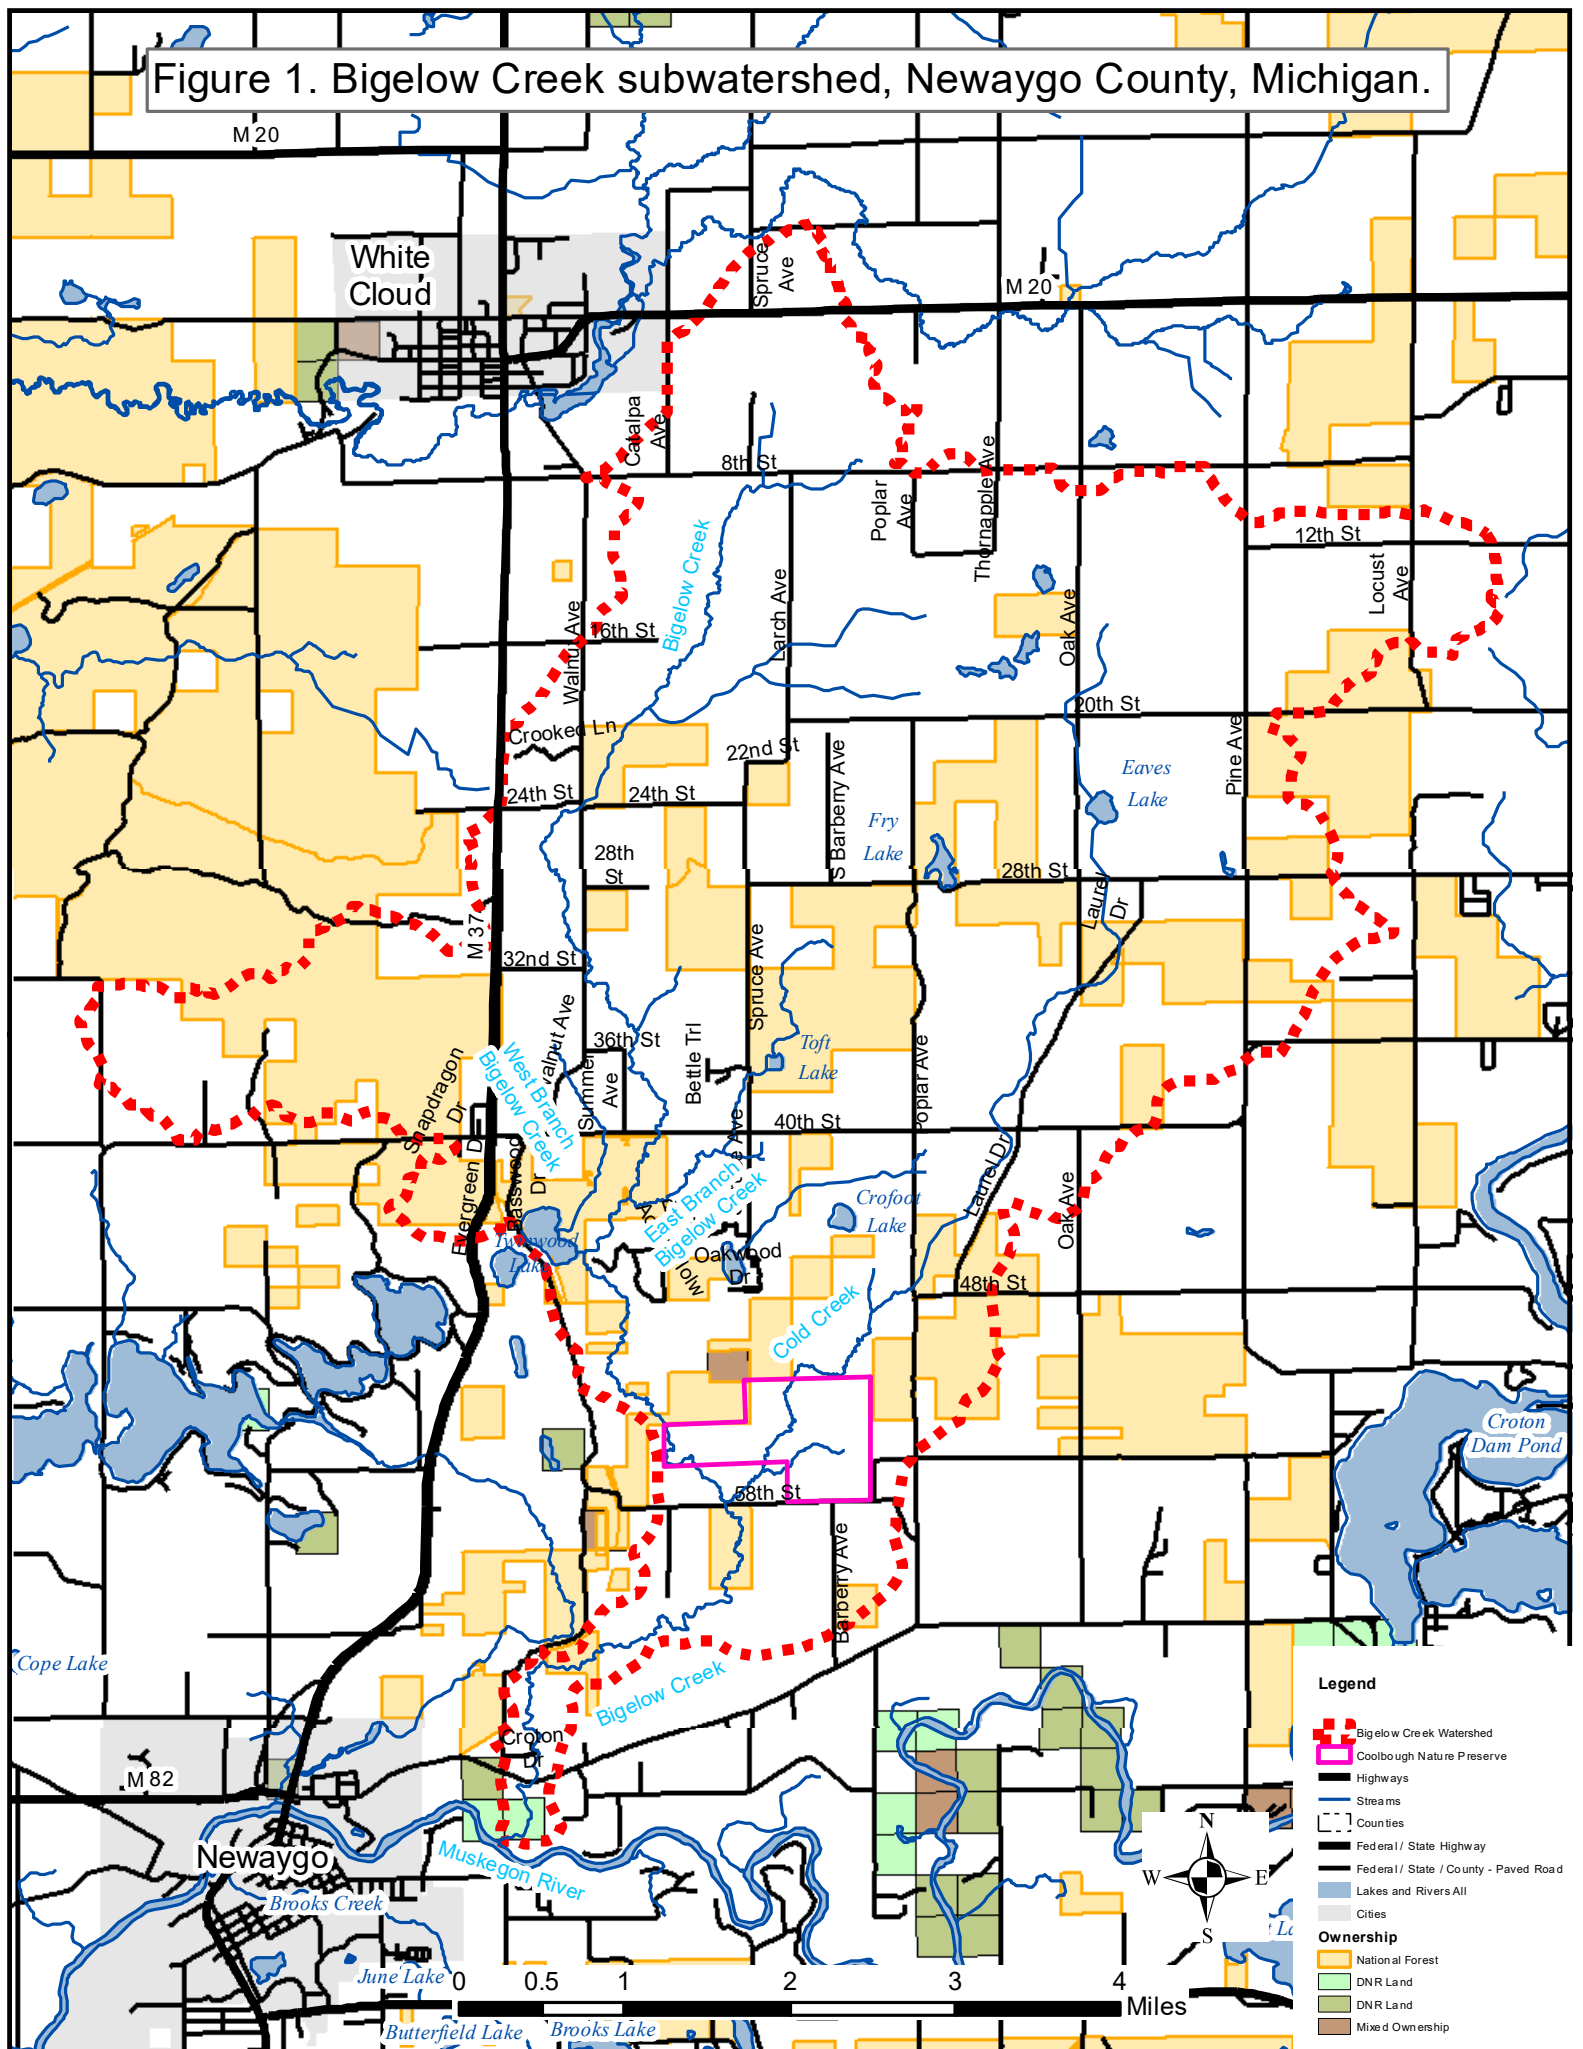 Figure 1. Bigelow Creek subwatershed, Newaygo County, Michigan.
M 20
White
Cloud
Spruce
Ave
M 20
Catalpa
Ave
8th St
Poplar
Ave
Thornapple Ave
12th St
Locust
Ave
Bigelow Creek
Larch Ave
Oak Ave
Walnut Ave
16th St
20th St
Crooked Ln
22nd St
S Barberry Ave
Pine Ave
Eaves
Lake
24th St
24th St
Fry
Lake
28th
St
28th St
Laurel
Dr
M 37
32nd St
Spruce Ave
36th St
Summer
Ave
Bettle Trl
Toft
Lake
Poplar Ave
Snapdragon
Dr
West Branch
Bigelow Creek
40th St
Evergreen D
Basswood
Dr
East Branch
Bigelow Creek
Laurel Dr
Oak Ave
Crofoot
Lake
Oakwood
Dr
48th St
Cold Creek
Croton
Dam Pond
58th St
Barberry Ave
Cope Lake
Bigelow Creek
Croton
Dr
M 82
Newaygo
Muskegon River
Brooks Creek
June Lake
Butterfield Lake
Brooks Lake
0 0.5 1 2 3 4
Miles
N
W E
S
Legend
Bigelow Creek Watershed
Coolbough Nature Preserve
Highways
Streams
Counties
Federal / State Highway
Federal / State / County - Paved Road
Lakes and Rivers All
Cities
Ownership
National Forest
DNR Land
DNR Land
Mixed Ownership